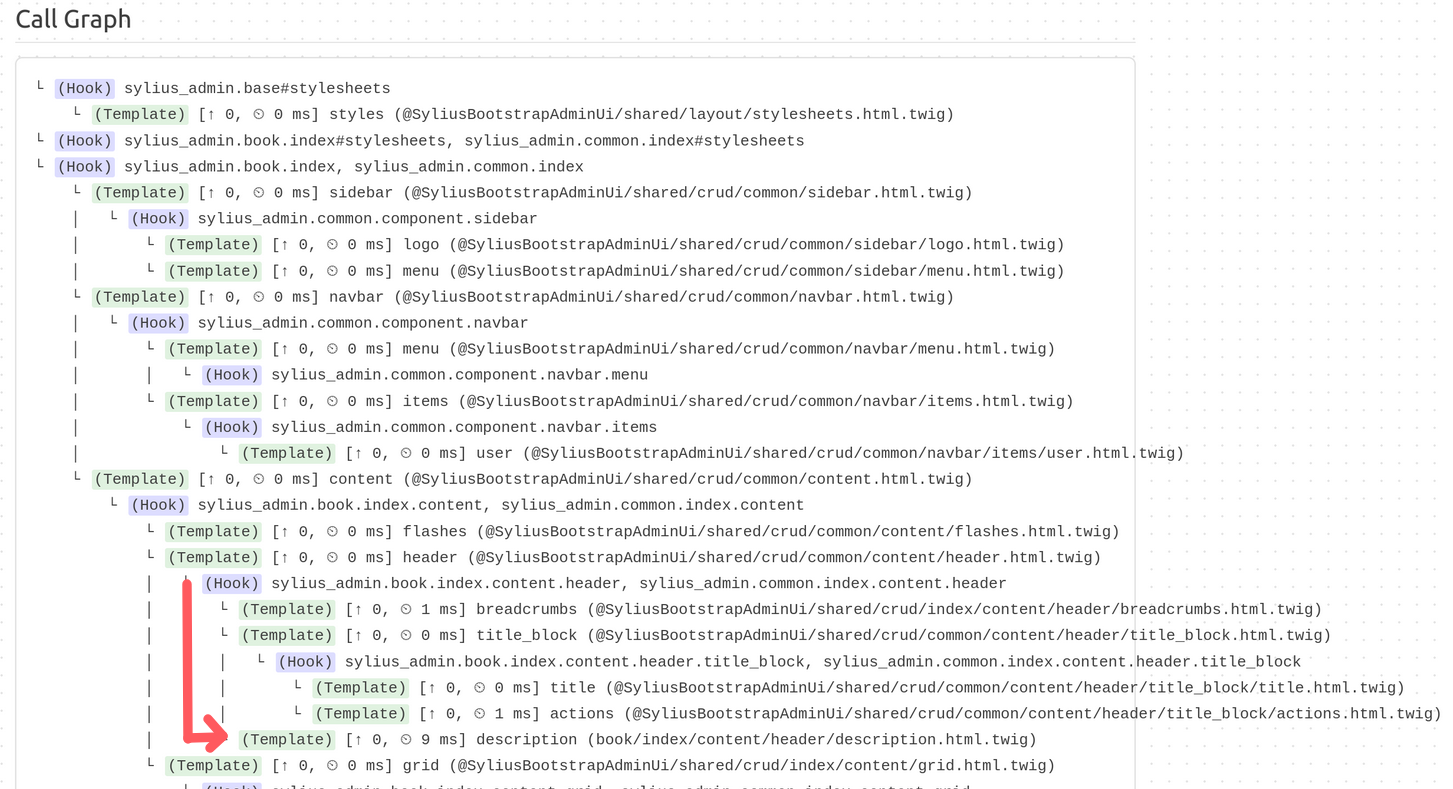 Call Graph
└ (Hook) sylius_admin.base#stylesheets
└ (Template) [↑ 0, ⏲ 0 ms] styles (@SyliusBootstrapAdminUi/shared/layout/stylesheets.html.twig)
└ (Hook) sylius_admin.book.index#stylesheets, sylius_admin.common.index#stylesheets
└ (Hook) sylius_admin.book.index, sylius_admin.common.index
└ (Template) [↑ 0, ⏲ 0 ms] sidebar (@SyliusBootstrapAdminUi/shared/crud/common/sidebar.html.twig)
│ └ (Hook) sylius_admin.common.component.sidebar
│ └ (Template) [↑ 0, ⏲ 0 ms] logo (@SyliusBootstrapAdminUi/shared/crud/common/sidebar/logo.html.twig)
│ └ (Template) [↑ 0, ⏲ 0 ms] menu (@SyliusBootstrapAdminUi/shared/crud/common/sidebar/menu.html.twig)
└ (Template) [↑ 0, ⏲ 0 ms] navbar (@SyliusBootstrapAdminUi/shared/crud/common/navbar.html.twig)
│ └ (Hook) sylius_admin.common.component.navbar
│ └ (Template) [↑ 0, ⏲ 0 ms] menu (@SyliusBootstrapAdminUi/shared/crud/common/navbar/menu.html.twig)
│ │ └ (Hook) sylius_admin.common.component.navbar.menu
│ └ (Template) [↑ 0, ⏲ 0 ms] items (@SyliusBootstrapAdminUi/shared/crud/common/navbar/items.html.twig)
│ └ (Hook) sylius_admin.common.component.navbar.items
│ └ (Template) [↑ 0, ⏲ 0 ms] user (@SyliusBootstrapAdminUi/shared/crud/common/navbar/items/user.html.twig)
└ (Template) [↑ 0, ⏲ 0 ms] content (@SyliusBootstrapAdminUi/shared/crud/common/content.html.twig)
└ (Hook) sylius_admin.book.index.content, sylius_admin.common.index.content
└ (Template) [↑ 0, ⏲ 0 ms] flashes (@SyliusBootstrapAdminUi/shared/crud/common/content/flashes.html.twig)
└ (Template) [↑ 0, ⏲ 0 ms] header (@SyliusBootstrapAdminUi/shared/crud/common/content/header.html.twig)
│ (Hook) sylius_admin.book.index.content.header, sylius_admin.common.index.content.header
│ └ (Template) [↑ 0, ⏲ 1 ms] breadcrumbs (@SyliusBootstrapAdminUi/shared/crud/index/content/header/breadcrumbs.html.twig)
│ └ (Template) [↑ 0, ⏲ 0 ms] title_block (@SyliusBootstrapAdminUi/shared/crud/common/content/header/title_block.html.twig)
│ │ └ (Hook) sylius_admin.book.index.content.header.title_block, sylius_admin.common.index.content.header.title_block
│ │ └ (Template) [↑ 0, ⏲ 0 ms] title (@SyliusBootstrapAdminUi/shared/crud/common/content/header/title_block/title.html.twig)
│ │ └ (Template) [↑ 0, ⏲ 1 ms] actions (@SyliusBootstrapAdminUi/shared/crud/common/content/header/title_block/actions.html.twig)
│ (Template) [↑ 0, ⏲ 9 ms] description (book/index/content/header/description.html.twig)
└ (Template) [↑ 0, ⏲ 0 ms] grid (@SyliusBootstrapAdminUi/shared/crud/index/content/grid.html.twig)